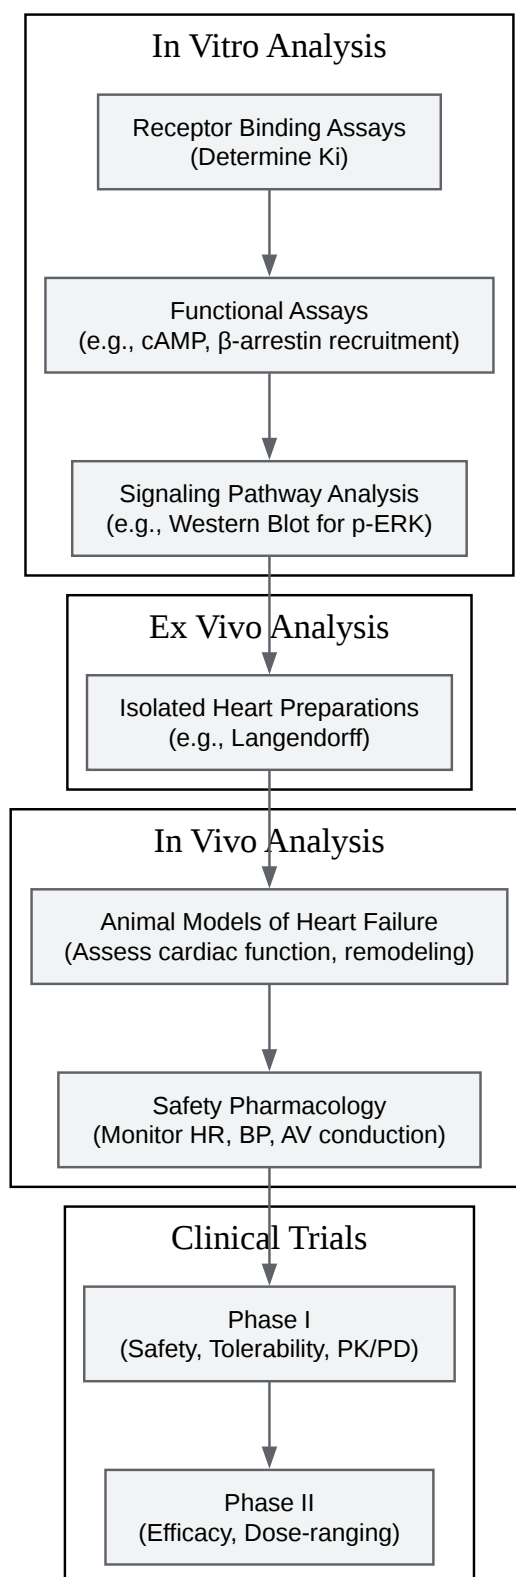 In Vitro Analysis
Receptor Binding Assays
(Determine Ki)
Functional Assays
(e.g., cAMP, β-arrestin recruitment)
Signaling Pathway Analysis
(e.g., Western Blot for p-ERK)
Ex Vivo Analysis
Isolated Heart Preparations
(e.g., Langendorff)
In Vivo Analysis
Animal Models of Heart Failure
(Assess cardiac function, remodeling)
Safety Pharmacology
(Monitor HR, BP, AV conduction)
Clinical Trials
Phase I
(Safety, Tolerability, PK/PD)
Phase II
(Efficacy, Dose-ranging)